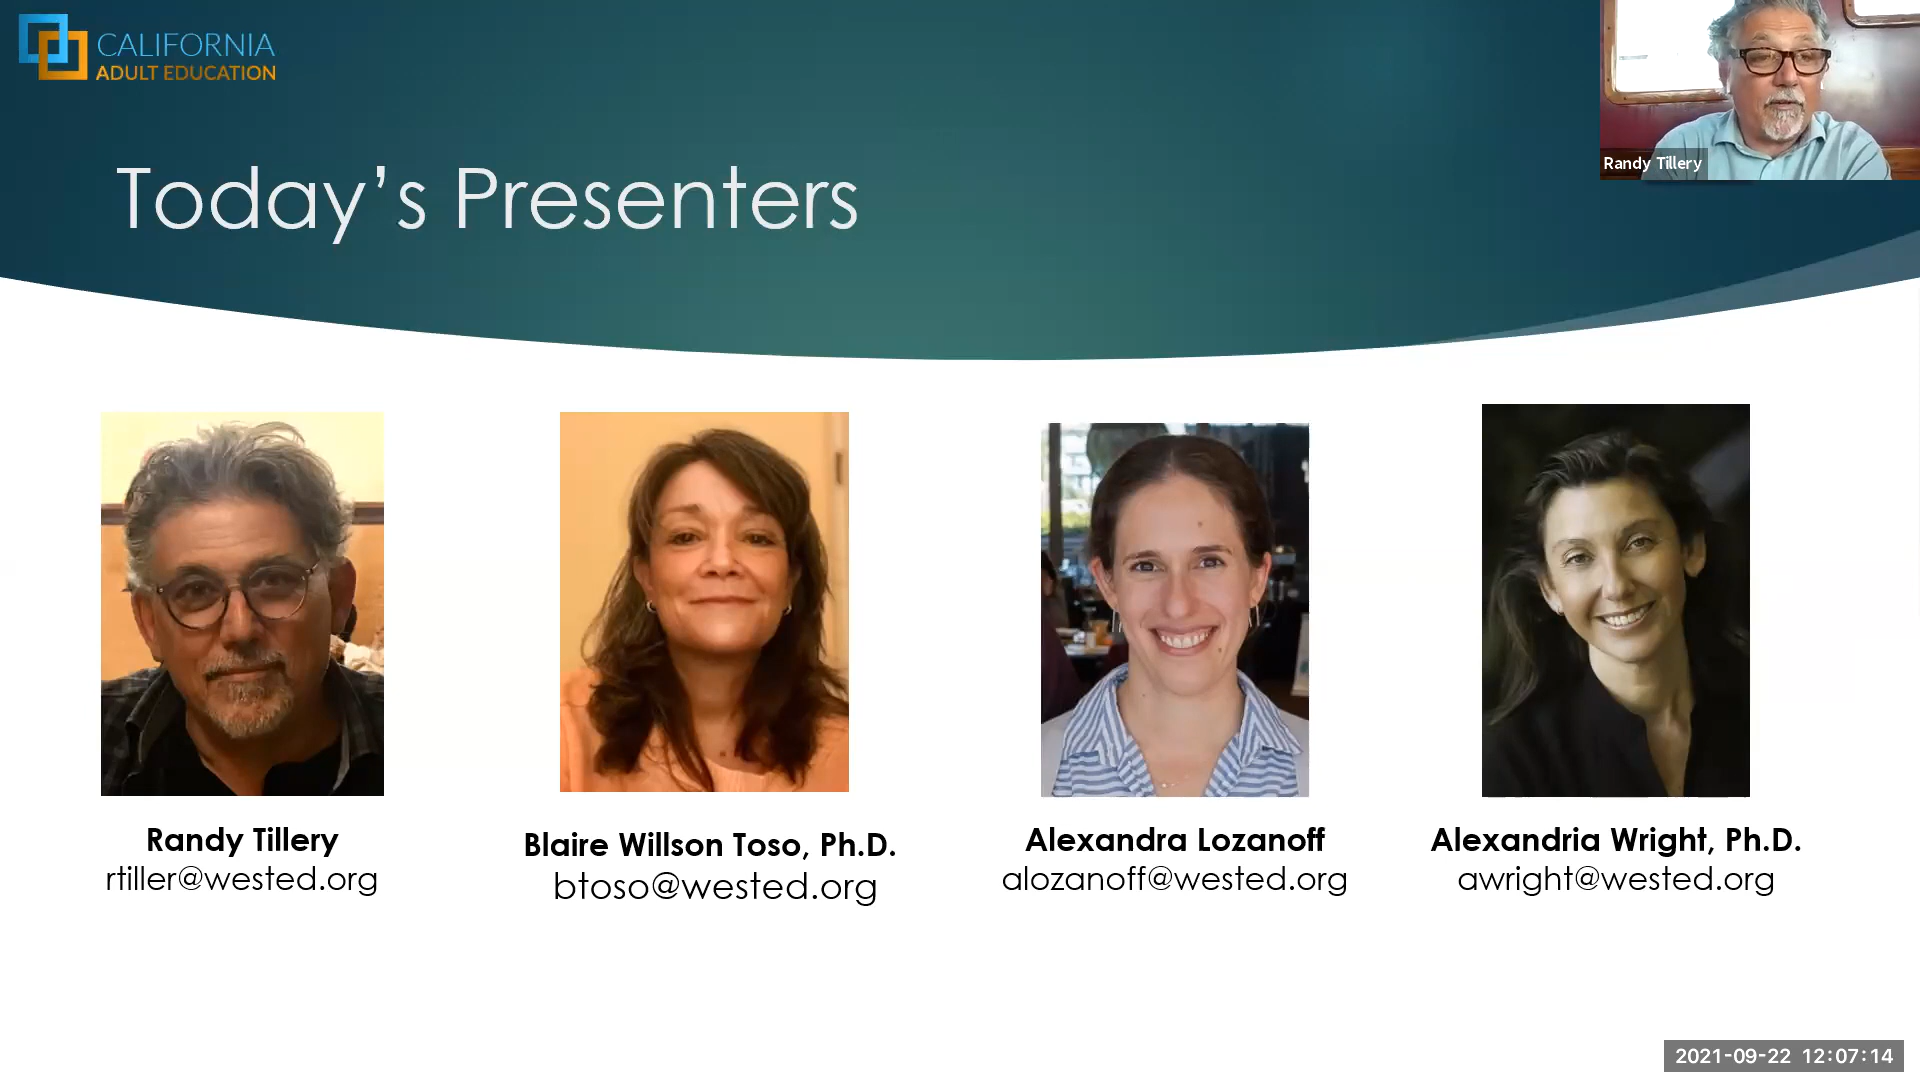 CALIFORNIA
ADULT EDUCATION
Randy Tillery
Today’s Presenters
Randy Tillery
rtiller@wested.org
Blaire Willson Toso, Ph.D.
btoso@wested.org
Alexandra Lozanoff
alozanoff@wested.org
Alexandria Wright, Ph.D.
awright@wested.org
2021-09-22 12:07:14